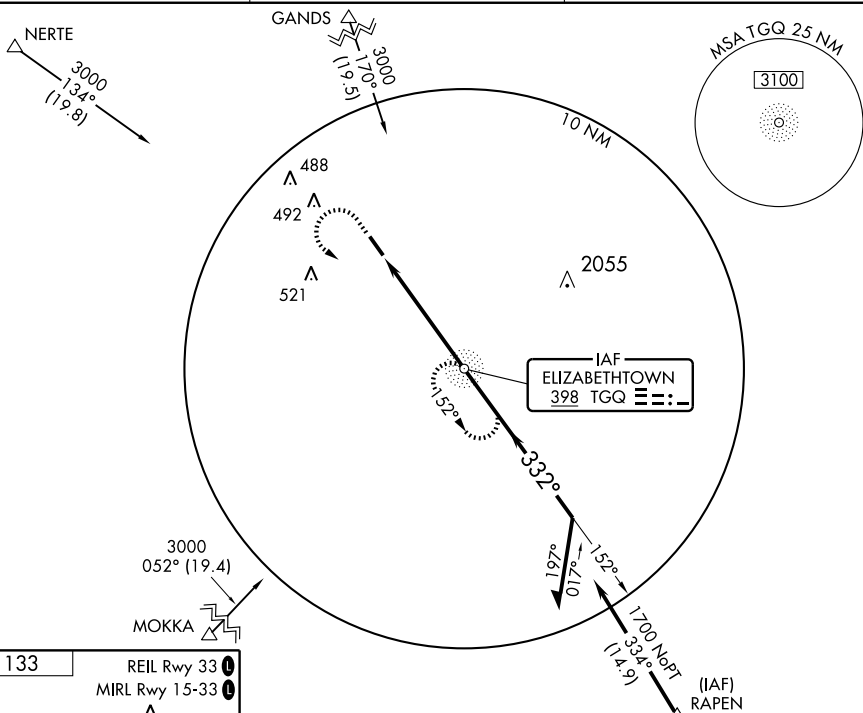 NERTE
3000
134°
(19.8)
GANDS
3000
170°
(19.5)
MSA TGQ 25 NM
3100
10 NM
488
492
521
2055
IAF
ELIZABETHTOWN
398 TGQ
152°
332°
197°
017°
152°
3000
052° (19.4)
MOKKA
1700 NoPT
334°
(14.9)
(IAF)
RAPEN
133
REIL Rwy 33 L
MIRL Rwy 15-33 L